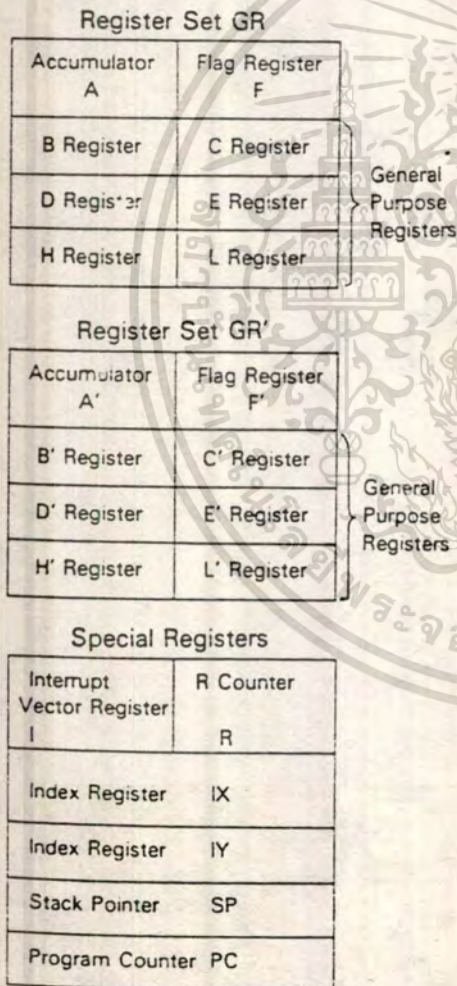 Register Set GR
Accumulator A
Flag Register F
B Register
C Register
D Register
E Register
H Register
L Register
General Purpose Registers
Register Set GR'
Accumulator A'
Flag Register F'
B' Register
C' Register
D' Register
E' Register
H' Register
L' Register
General Purpose Registers
Special Registers
Interrupt Vector Register I
R Counter R
Index Register IX
Index Register IY
Stack Pointer SP
Program Counter PC